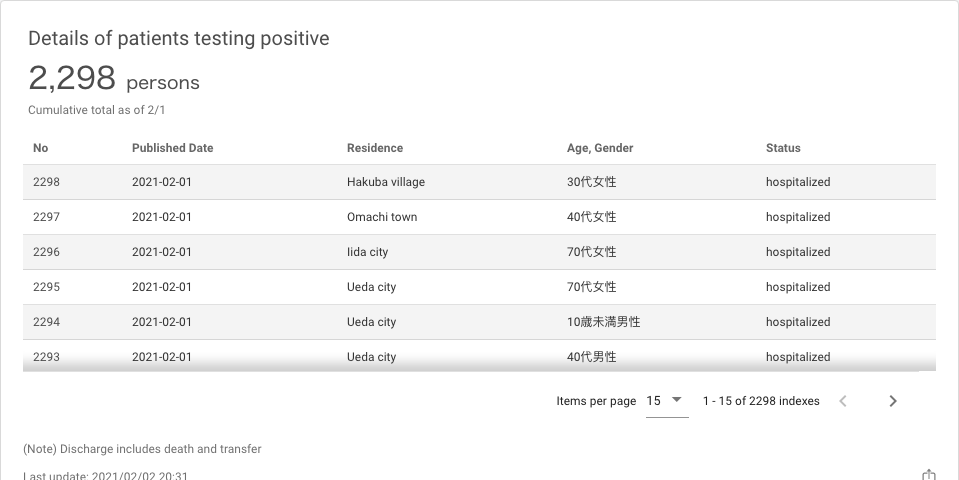 Details of patients testing positive
2,298 persons
Cumulative total as of 2/1
No Published Date Residence Age, Gender Status
2298 2021-02-01 Hakuba village 30代女性 hospitalized
2297 2021-02-01 Omachi town 40代女性 hospitalized
2296 2021-02-01 Iida city 70代女性 hospitalized
2295 2021-02-01 Ueda city 70代女性 hospitalized
2294 2021-02-01 Ueda city 10歳未満男性 hospitalized
2293 2021-02-01 Ueda city 40代男性 hospitalized
Items per page 15 1 - 15 of 2298 indexes
(Note) Discharge includes death and transfer
Last update: 2021/02/02 20:31